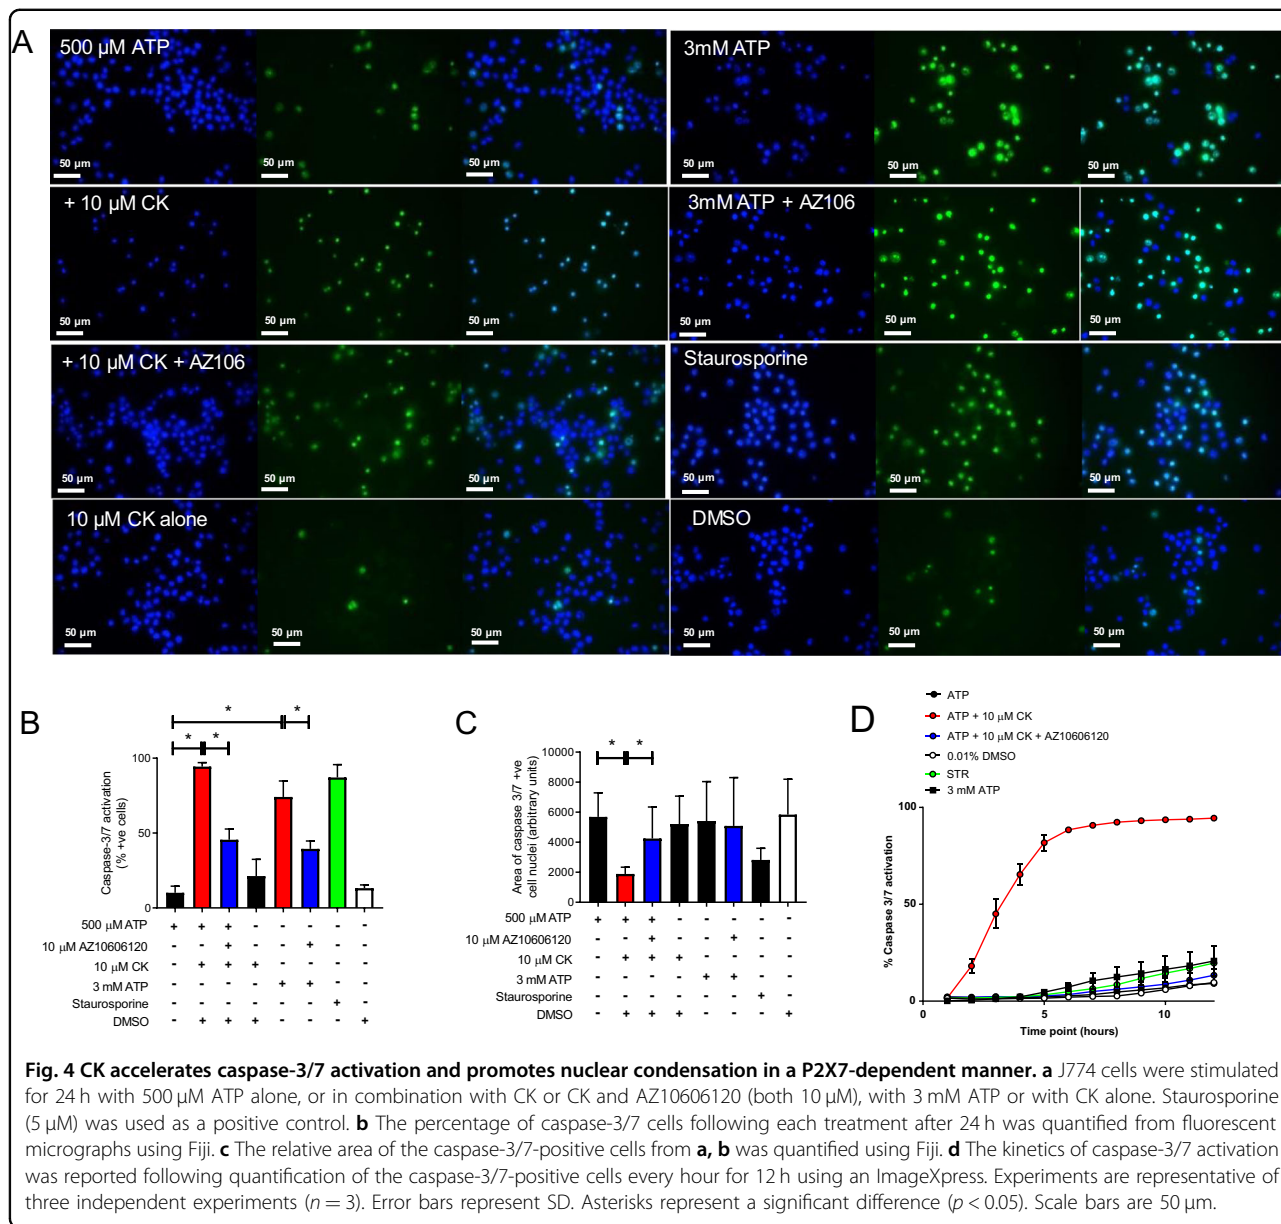 A
500 µM ATP
3mM ATP
50 µm 50 µm 50 µm 50 µm 50 µm 50 µm
+ 10 µM CK
3mM ATP + AZ106
50 µm 50 µm 50 µm 50 µm 50 µm 50 µm
+ 10 µM CK + AZ106
Staurosporine
50 µm 50 µm 50 µm 50 µm 50 µm 50 µm
10 µM CK alone
DMSO
50 µm 50 µm 50 µm 50 µm 50 µm 50 µm
B
* * * *
Caspase-3/7 activation
(% +ve cells)
100
50
0
500 µM ATP + + + - - - - -
10 µM AZ10606120 - - + - - + - -
10 µM CK - + + + - - - -
3 mM ATP - - - - + + - -
Staurosporine - - - - - - + -
DMSO - + + + - - - +
C
* *
Area of caspase 3/7 +ve
cell nuclei (arbitrary units)
10000
8000
6000
4000
2000
0
500 µM ATP + + + - - - - -
10 µM AZ10606120 - - + - - + - -
10 µM CK - + + + - - - -
3 mM ATP - - - - + + - -
Staurosporine - - - - - - + -
DMSO - + + + - - - +
D
ATP
ATP + 10 µM CK
ATP + 10 µM CK + AZ10606120
0.01% DMSO
STR
3 mM ATP
% Caspase 3/7 activation
100
50
0
0 5 10
Time point (hours)
Fig. 4 CK accelerates caspase-3/7 activation and promotes nuclear condensation in a P2X7-dependent manner. a J774 cells were stimulated
for 24 h with 500 µM ATP alone, or in combination with CK or CK and AZ10606120 (both 10 µM), with 3 mM ATP or with CK alone. Staurosporine
(5 µM) was used as a positive control. b The percentage of caspase-3/7 cells following each treatment after 24 h was quantified from fluorescent
micrographs using Fiji. c The relative area of the caspase-3/7-positive cells from a, b was quantified using Fiji. d The kinetics of caspase-3/7 activation
was reported following quantification of the caspase-3/7-positive cells every hour for 12 h using an ImageXpress. Experiments are representative of
three independent experiments (n = 3). Error bars represent SD. Asterisks represent a significant difference (p < 0.05). Scale bars are 50 µm.